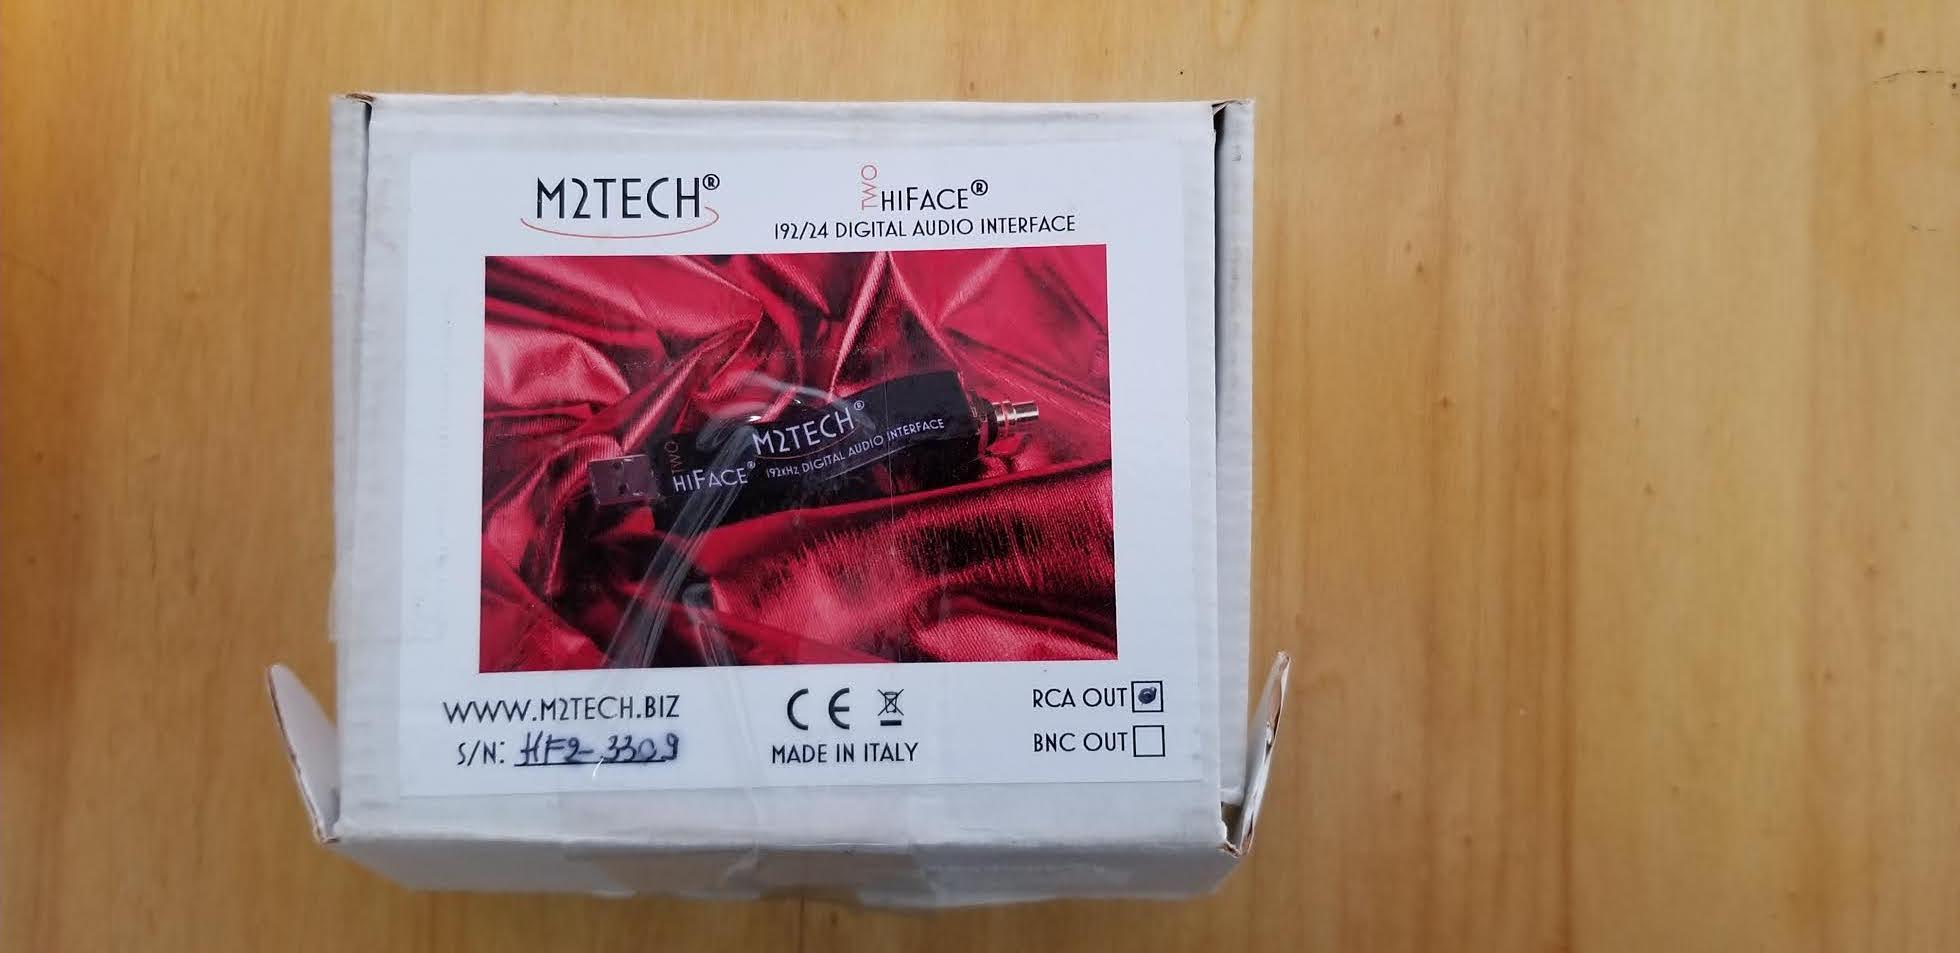 M2TECH®
TWO
HIFACE®
192/24 DIGITAL AUDIO INTERFACE
TWO
HIFACE®
M2TECH®
192KHZ DIGITAL AUDIO INTERFACE
WWW.M2TECH.BIZ
S/N: HF2-3309
CE
MADE IN ITALY
RCA OUT
BNC OUT